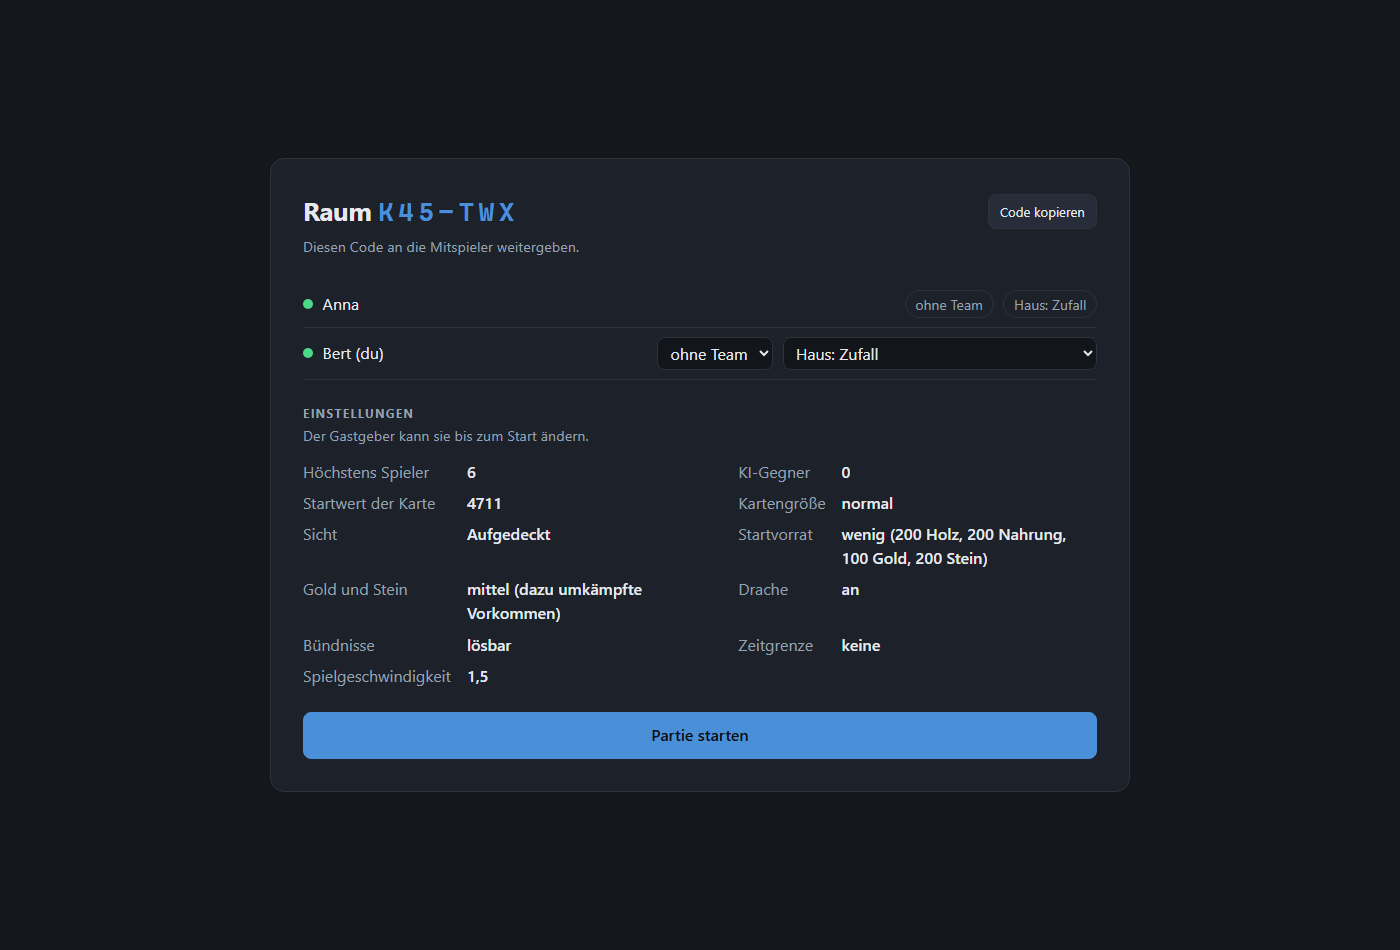 Raum K45-TWX
Code kopieren
Diesen Code an die Mitspieler weitergeben.
Anna
ohne Team
Haus: Zufall
Bert (du)
ohne Team
Haus: Zufall
EINSTELLUNGEN
Der Gastgeber kann sie bis zum Start ändern.
Höchstens Spieler 6
KI-Gegner 0
Startwert der Karte 4711
Kartengröße normal
Sicht Aufgedeckt
Startvorrat wenig (200 Holz, 200 Nahrung,
100 Gold, 200 Stein)
Gold und Stein mittel (dazu umkämpfte
Vorkommen)
Drache an
Bündnisse lösbar
Zeitgrenze keine
Spielgeschwindigkeit 1,5
Partie starten